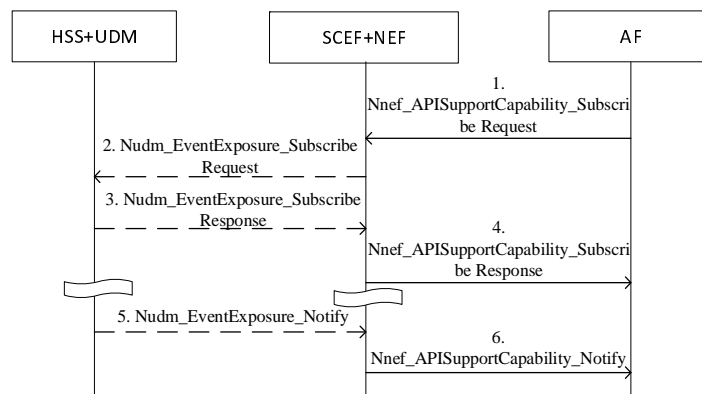 HSS+UDM
SCEF+NEF
AF
1.
Nnef_APISupportCapability_Subscri
be Request
2. Nudm_EventExposure_Subscribe
Request
3. Nudm_EventExposure_Subscribe
Response
4.
Nnef_APISupportCapability_Subscri
be Response
5. Nudm_EventExposure_Notify
6.
Nnef_APISupportCapability_Notify